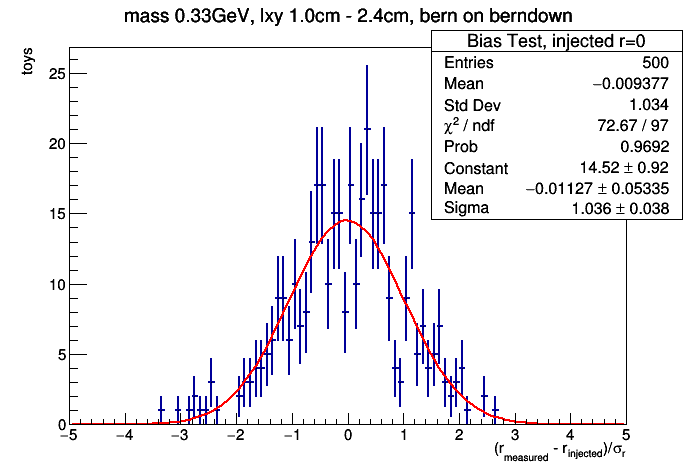 mass 0.33GeV, lxy 1.0cm - 2.4cm, bern on berndown
Bias Test, injected r=0
Entries 500
Mean −0.009377
Std Dev 1.034
χ² / ndf 72.67 / 97
Prob 0.9692
Constant 14.52 ± 0.92
Mean −0.01127 ± 0.05335
Sigma 1.036 ± 0.038
toys
25
20
15
10
5
0
−5 −4 −3 −2 −1 0 1 2 3 4 5
(r_measured - r_injected)/σ_r